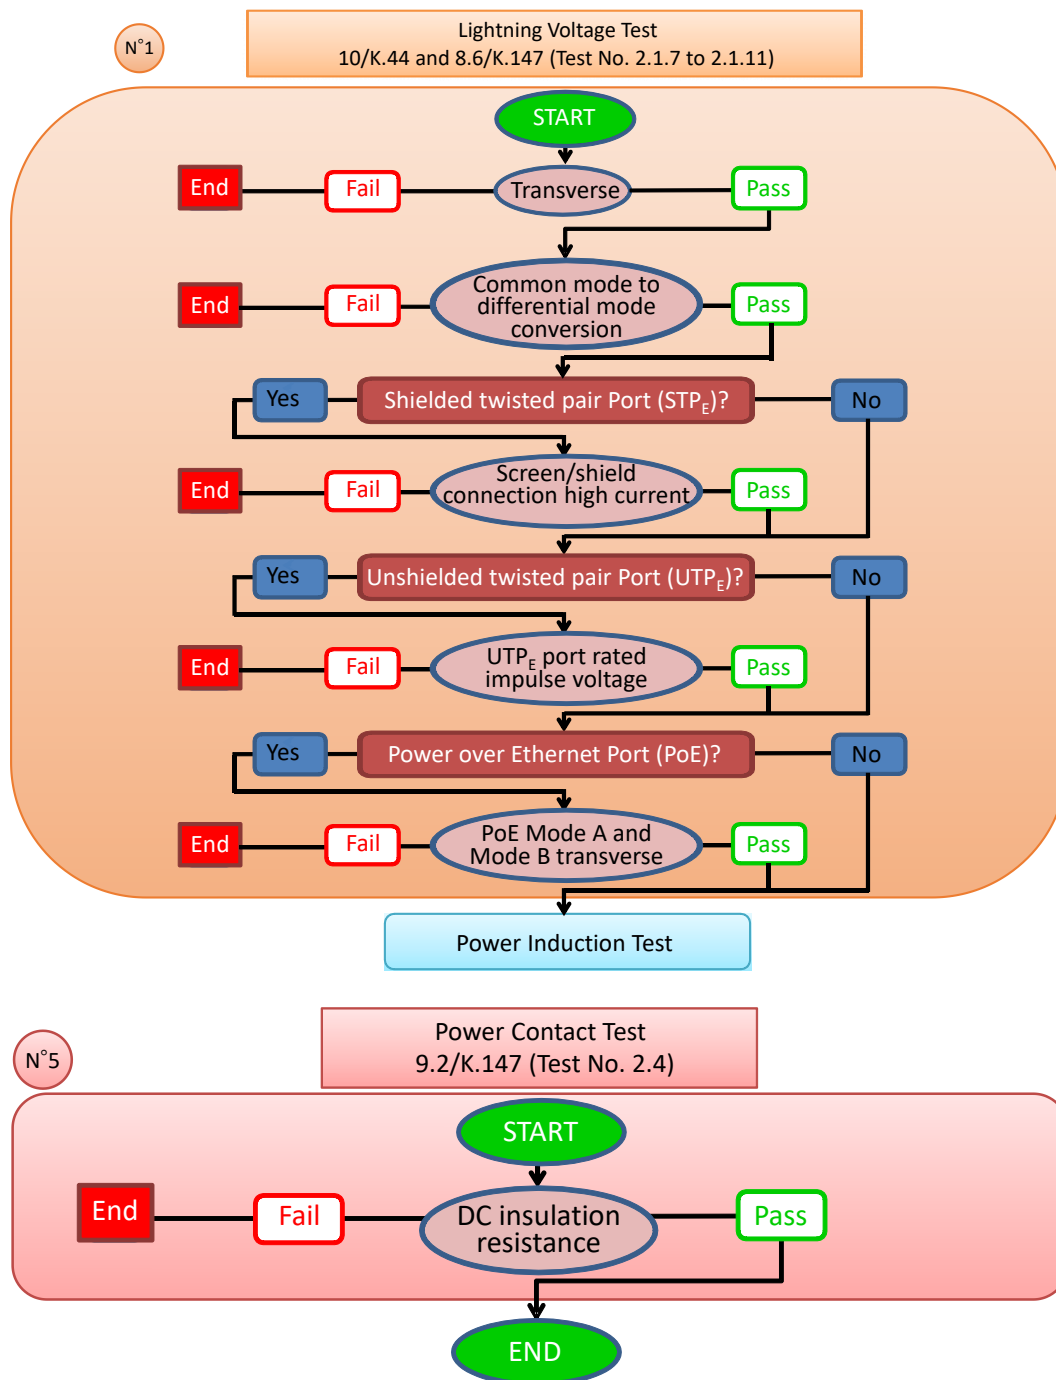 N°1
Lightning Voltage Test
10/K.44 and 8.6/K.147 (Test No. 2.1.7 to 2.1.11)
START
End
Fail
Transverse
Pass
End
Fail
Common mode to
differential mode
conversion
Pass
Yes
Shielded twisted pair Port (STPE)?
No
End
Fail
Screen/shield
connection high current
Pass
Yes
Unshielded twisted pair Port (UTPE)?
No
End
Fail
UTPE port rated
impulse voltage
Pass
Yes
Power over Ethernet Port (PoE)?
No
End
Fail
PoE Mode A and
Mode B transverse
Pass
Power Induction Test
N°5
Power Contact Test
9.2/K.147 (Test No. 2.4)
START
End
Fail
DC insulation
resistance
Pass
END